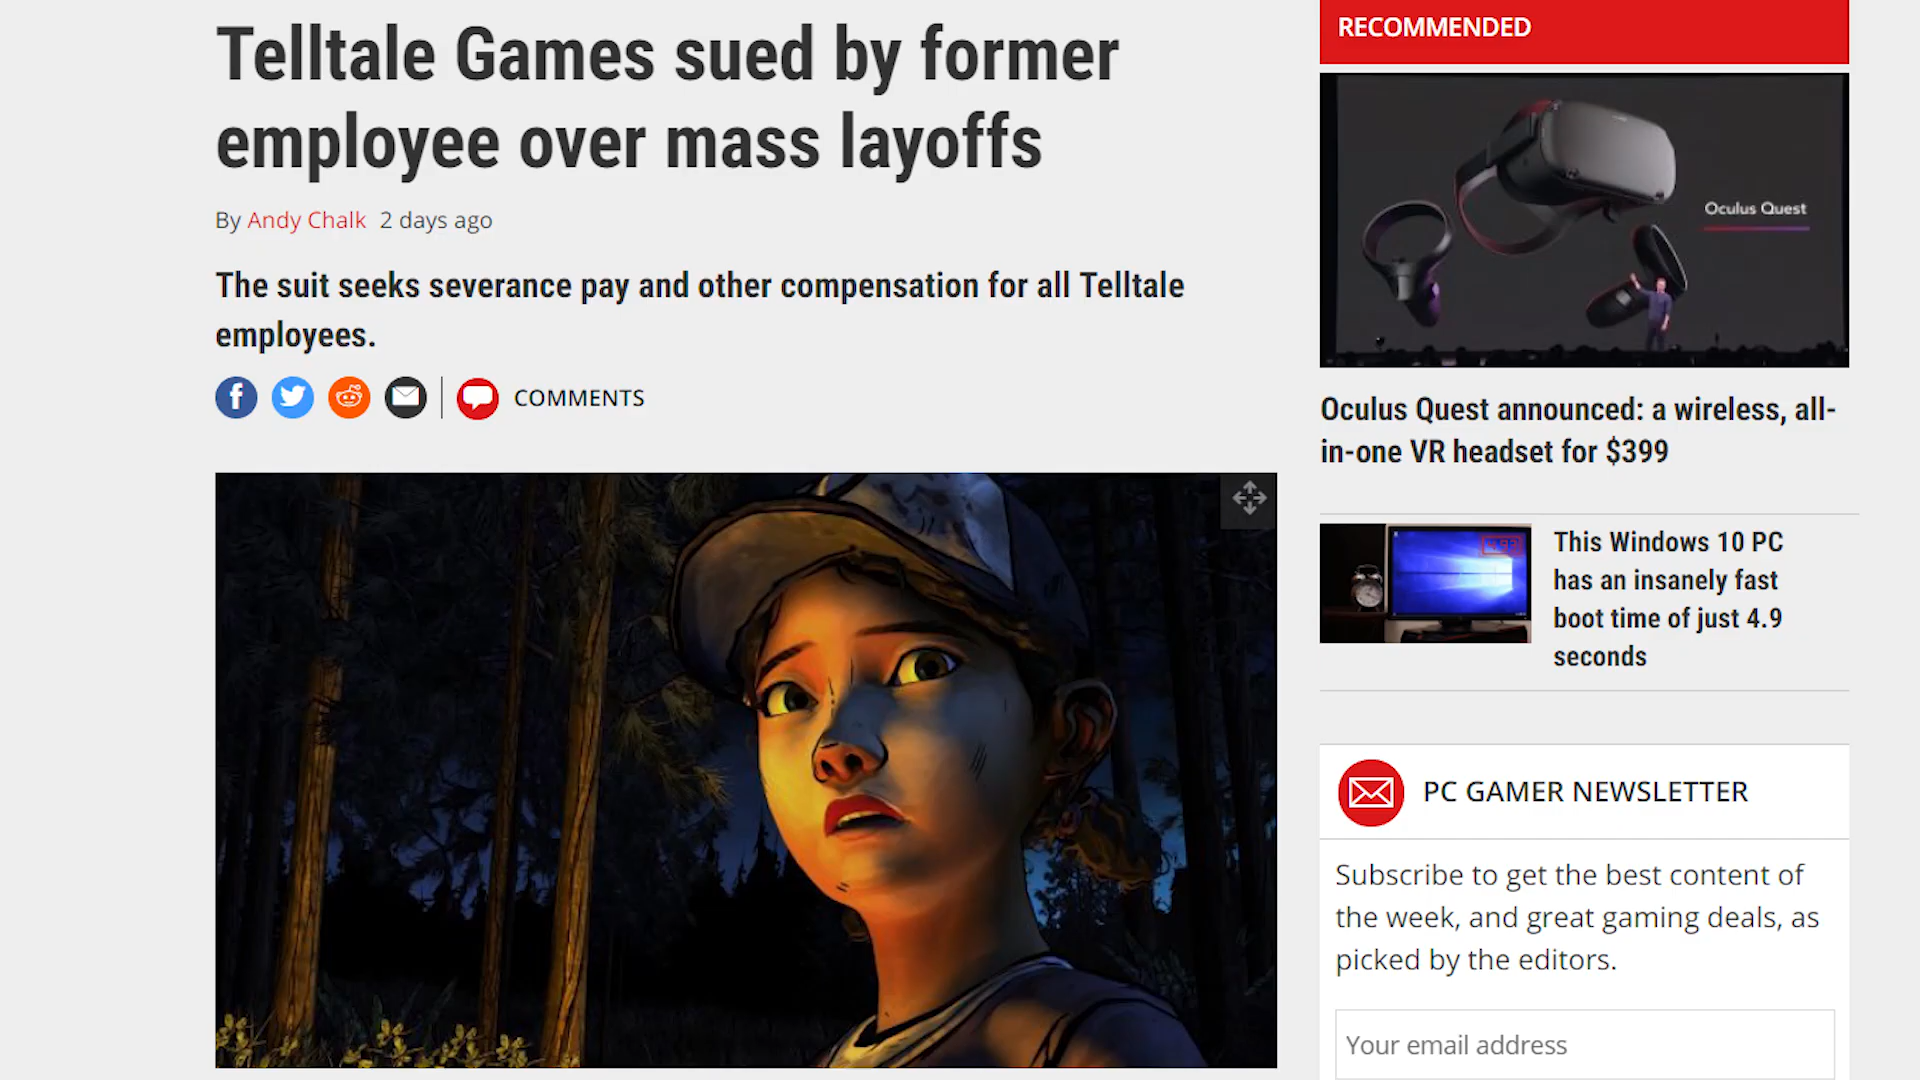 Telltale Games sued by former
employee over mass layoffs
By Andy Chalk 2 days ago
The suit seeks severance pay and other compensation for all Telltale
employees.
COMMENTS
RECOMMENDED
Oculus Quest
Oculus Quest announced: a wireless, all-
in-one VR headset for $399
This Windows 10 PC
has an insanely fast
boot time of just 4.9
seconds
PC GAMER NEWSLETTER
Subscribe to get the best content of
the week, and great gaming deals, as
picked by the editors.
Your email address